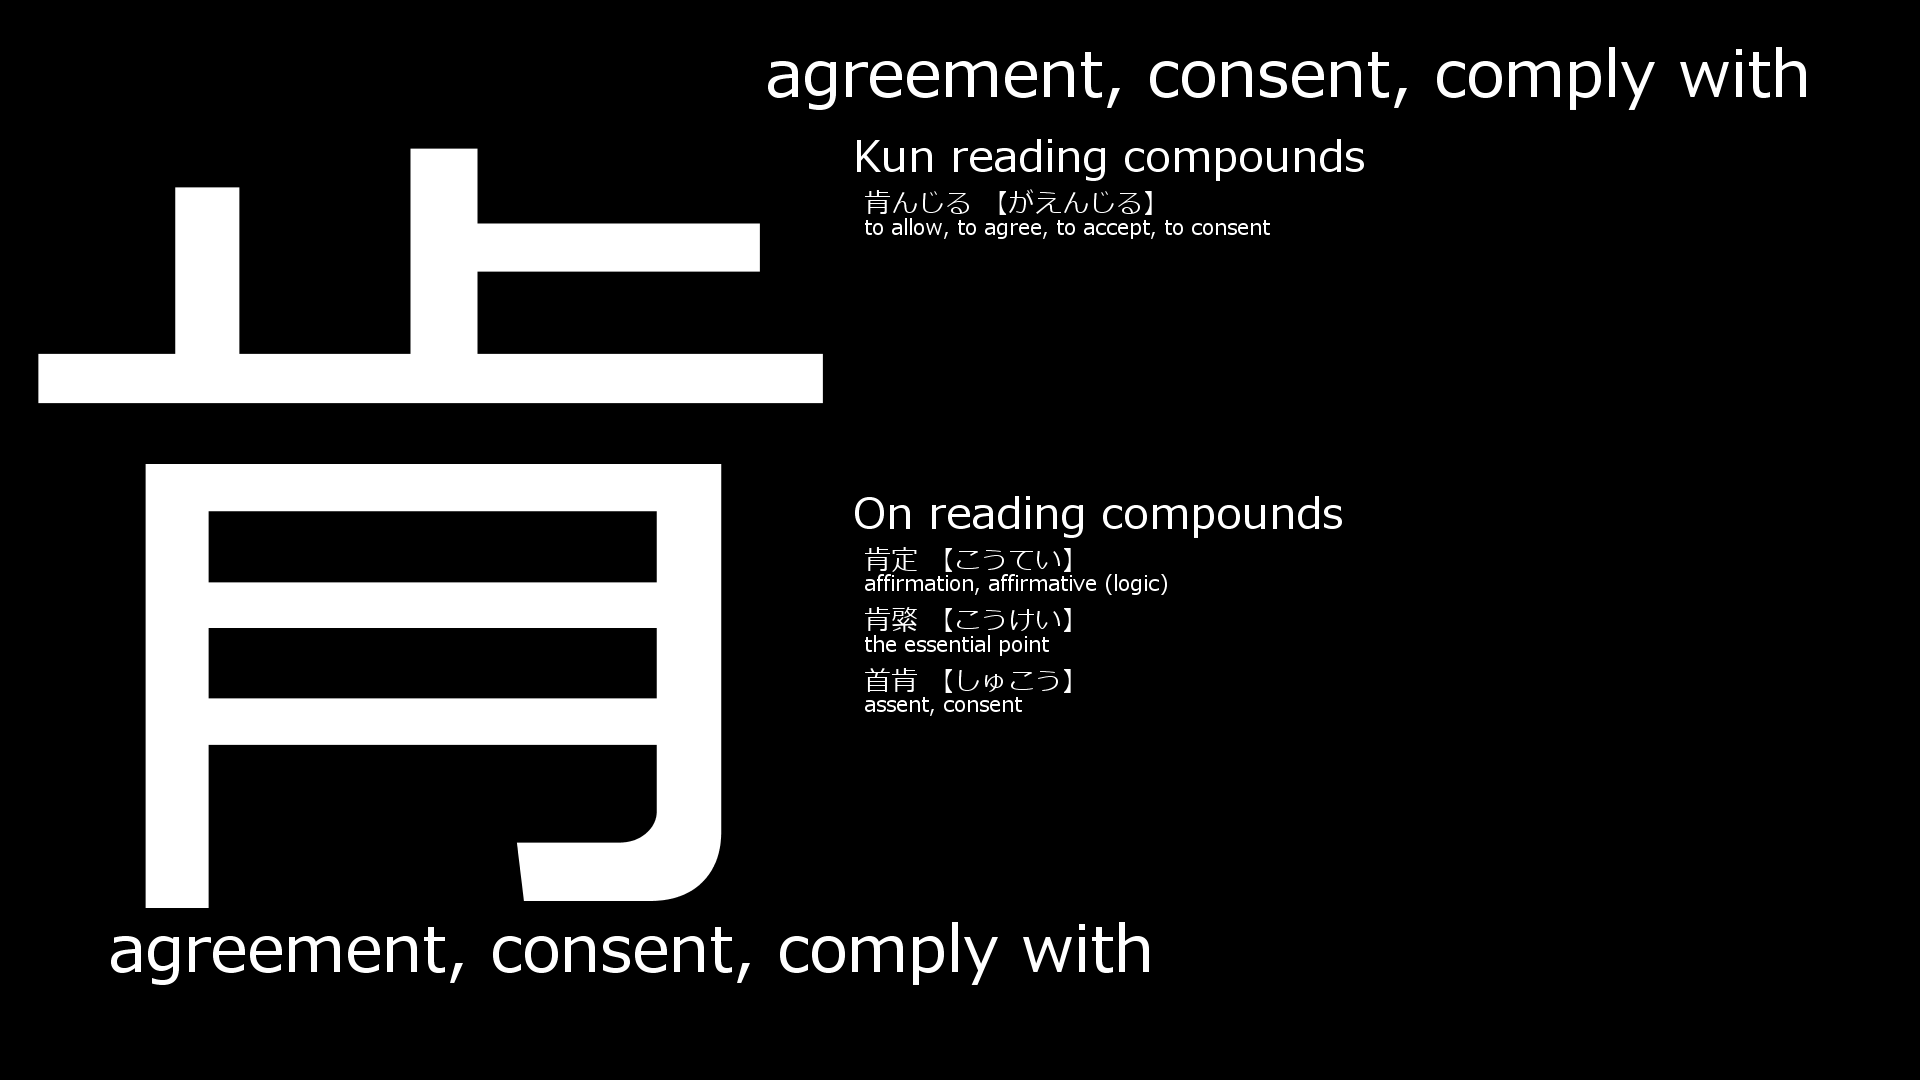 agreement, consent, comply with
肯
Kun reading compounds
肯んじる 【がえんじる】
to allow, to agree, to accept, to consent
On reading compounds
肯定 【こうてい】
affirmation, affirmative (logic)
肯綮 【こうけい】
the essential point
首肯 【しゅこう】
assent, consent
agreement, consent, comply with